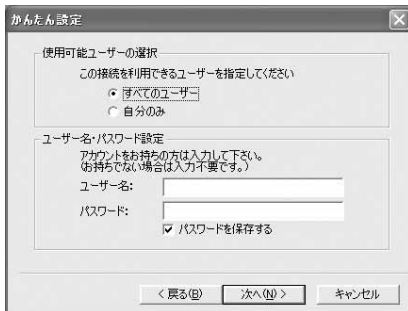 かんたん設定
使用可能ユーザーの選択
この接続を利用できるユーザーを指定してください
すべてのユーザー
自分のみ
ユーザー名・パスワード設定
アカウントをお持ちの方は入力して下さい。
(お持ちでない場合は入力不要です。)
ユーザー名:
パスワード:
パスワードを保存する
< 戻る(B)
次へ(N) >
キャンセル